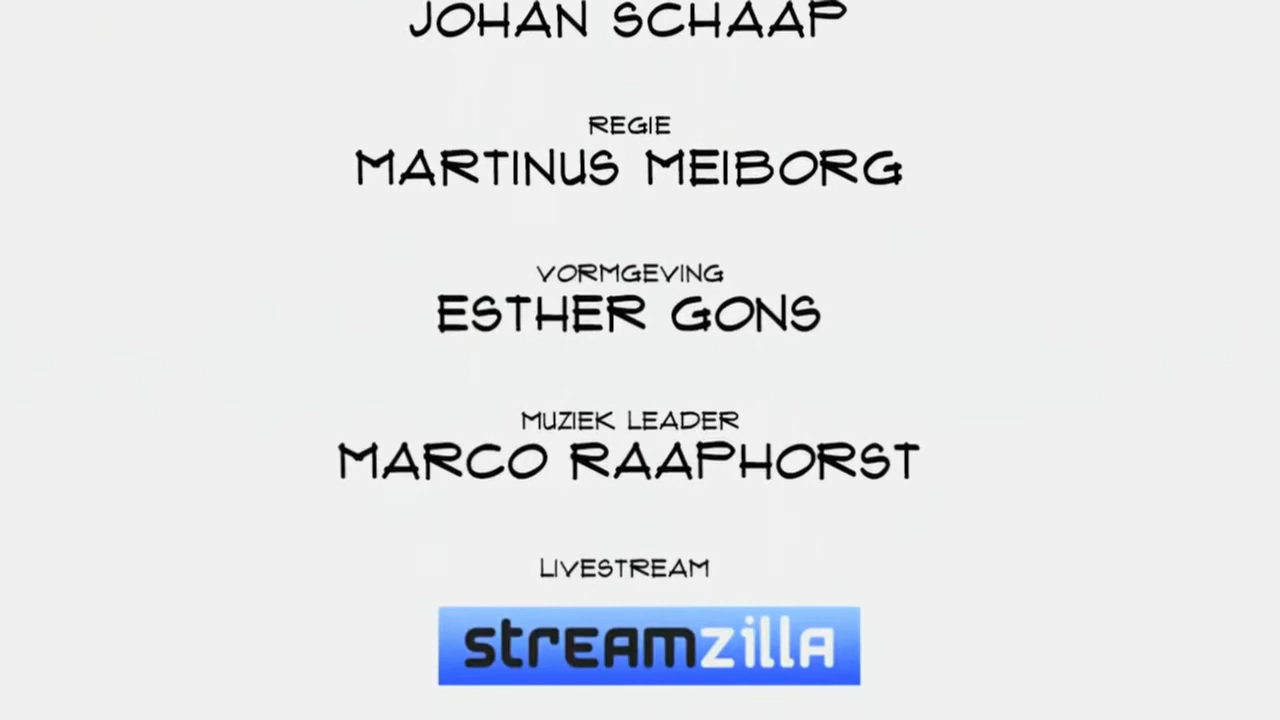 JOHAN SCHAAP
REGIE
MARTINUS MEIBORG
VORMGEVING
ESTHER GONS
MUZIEK LEADER
MARCO RAAPHORST
LIVESTREAM
streamzilla